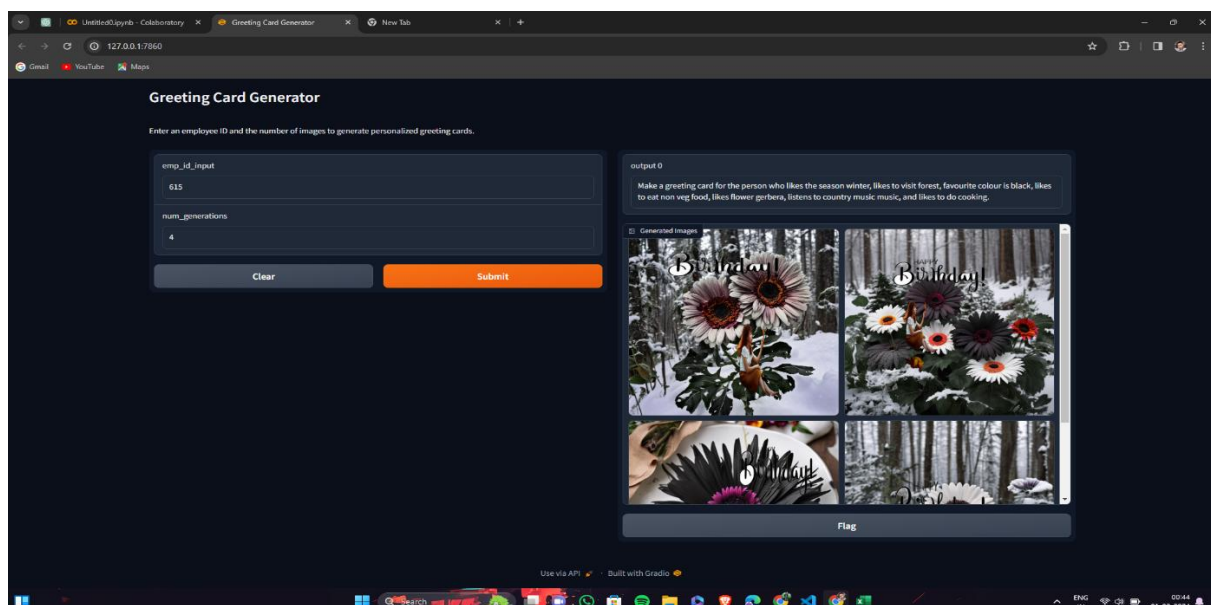 Untitled0.ipynb - Colaboratory
Greeting Card Generator
New Tab
127.0.0.1:7860
Gmail
YouTube
Maps
Greeting Card Generator
Enter an employee ID and the number of images to generate personalized greeting cards.
emp_id_input
615
num_generations
4
Clear
Submit
output 0
Make a greeting card for the person who likes the season winter, likes to visit forest, favourite colour is black, likes
to eat non veg food, likes flower gerbera, listens to country music music, and likes to do cooking.
Generated Images
Birthday!
HAPPY
Birthday!
Birthday!
Flag
Use via API
Built with Gradio
Search
ENG
00:44